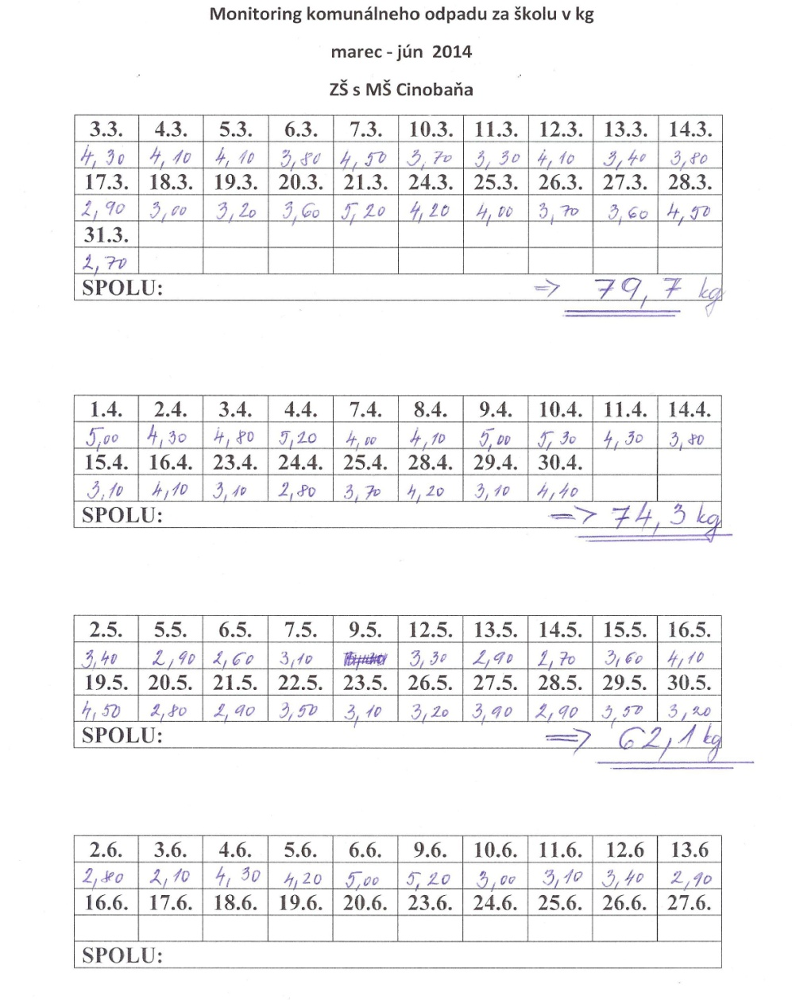 Monitoring komunálneho odpadu za školu v kg
marec - jún 2014
ZŠ s MŠ Cinobaňa
3.3. 4.3. 5.3. 6.3. 7.3. 10.3. 11.3. 12.3. 13.3. 14.3.
4,30 4,10 4,10 3,80 4,50 3,70 3,30 4,10 3,40 3,80
17.3. 18.3. 19.3. 20.3. 21.3. 24.3. 25.3. 26.3. 27.3. 28.3.
2,90 3,00 3,20 3,60 5,20 4,20 4,00 3,70 3,60 4,50
31.3.
2,70
SPOLU: => 79,7 kg
1.4. 2.4. 3.4. 4.4. 7.4. 8.4. 9.4. 10.4. 11.4. 14.4.
5,00 4,30 4,80 5,20 4,00 4,10 5,00 5,30 4,30 3,80
15.4. 16.4. 23.4. 24.4. 25.4. 28.4. 29.4. 30.4.
3,10 4,10 3,10 2,80 3,70 4,20 3,10 4,40
SPOLU: => 74,3 kg
2.5. 5.5. 6.5. 7.5. 9.5. 12.5. 13.5. 14.5. 15.5. 16.5.
3,40 2,90 2,60 3,10 3,30 2,90 2,70 3,60 4,10
19.5. 20.5. 21.5. 22.5. 23.5. 26.5. 27.5. 28.5. 29.5. 30.5.
4,50 2,80 2,90 3,50 3,10 3,20 3,90 2,90 3,50 3,20
SPOLU: => 62,1 kg
2.6. 3.6. 4.6. 5.6. 6.6. 9.6. 10.6. 11.6. 12.6 13.6
2,80 2,10 4,30 4,20 5,00 5,20 3,00 3,10 3,40 2,90
16.6. 17.6. 18.6. 19.6. 20.6. 23.6. 24.6. 25.6. 26.6. 27.6.
SPOLU: